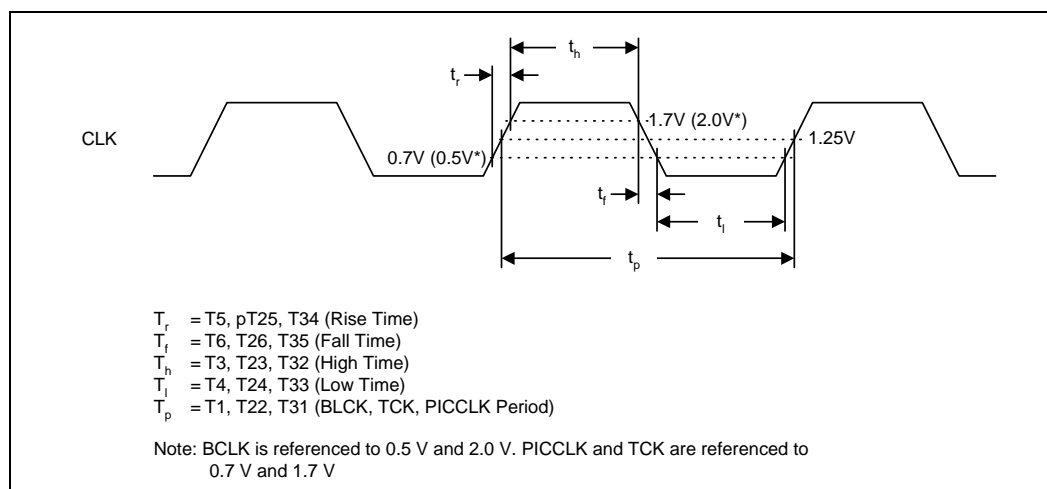 t_h
t_r
1.7V (2.0V*)
CLK
1.25V
0.7V (0.5V*)
t_f
t_l
t_p
T_r = T5, pT25, T34 (Rise Time)
T_f = T6, T26, T35 (Fall Time)
T_h = T3, T23, T32 (High Time)
T_l = T4, T24, T33 (Low Time)
T_p = T1, T22, T31 (BLCK, TCK, PICCLK Period)
Note: BCLK is referenced to 0.5 V and 2.0 V. PICCLK and TCK are referenced to
0.7 V and 1.7 V